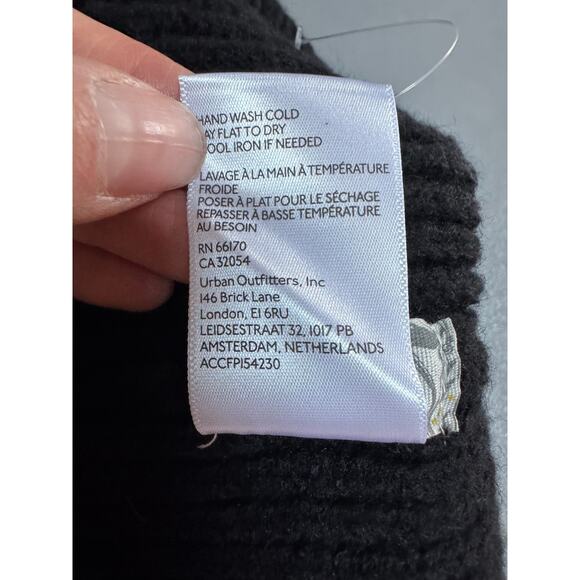 HAND WASH COLD
LAY FLAT TO DRY
COOL IRON IF NEEDED
LAVAGE À LA MAIN À TEMPÉRATURE
FROIDE
POSER À PLAT POUR LE SÉCHAGE
REPASSER À BASSE TEMPÉRATURE
AU BESOIN
RN 66170
CA 32054
Urban Outfitters, Inc
146 Brick Lane
London, E1 6RU
LEIDSESTRAAT 32, 1017 PB
AMSTERDAM, NETHERLANDS
ACCFP154230